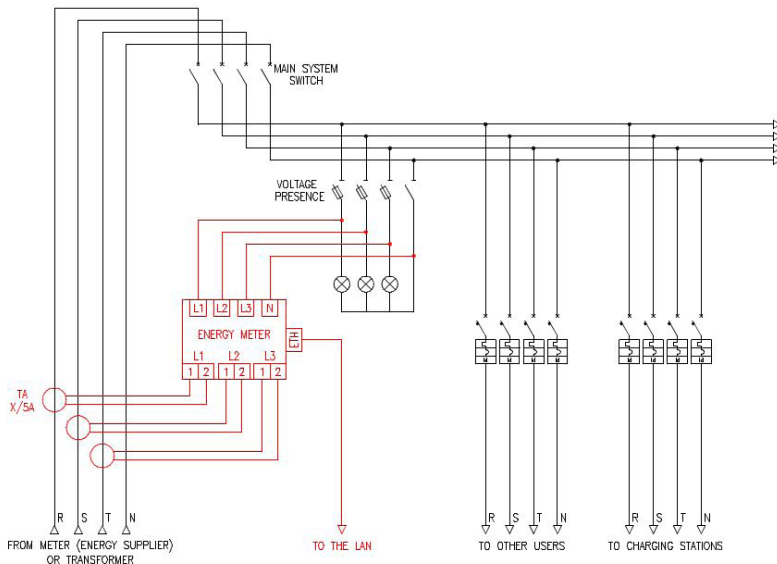 MAIN SYSTEM
SWITCH
VOLTAGE
PRESENCE
L1 L2 L3 N
ENERGY METER
ETH
L1 L2 L3
1 2 1 2 1 2
TA
X/5A
R S T N
R S T N
R S T N
FROM METER (ENERGY SUPPLIER)
OR TRANSFORMER
TO THE LAN
TO OTHER USERS
TO CHARGING STATIONS